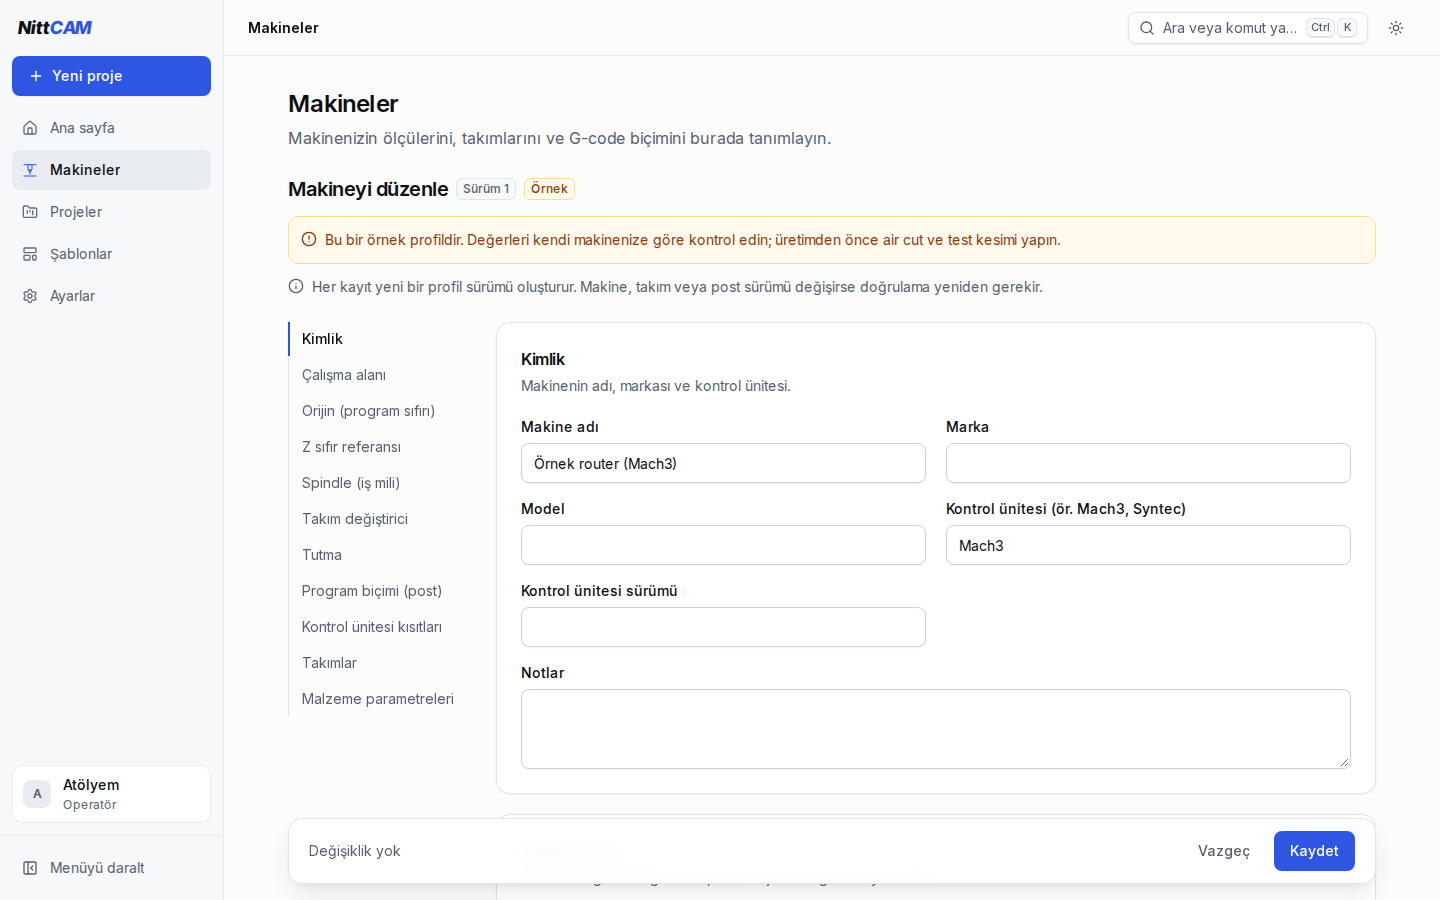 NittCAM
Yeni proje
Ana sayfa
Makineler
Projeler
Şablonlar
Ayarlar
A
Atölyem
Operatör
Menüyü daralt
Makineler
Ara veya komut ya...
Ctrl
K
Makineler
Makinenizin ölçülerini, takımlarını ve G-code biçimini burada tanımlayın.
Makineyi düzenle
Sürüm 1
Örnek
Bu bir örnek profildir. Değerleri kendi makinenize göre kontrol edin; üretimden önce air cut ve test kesimi yapın.
Her kayıt yeni bir profil sürümü oluşturur. Makine, takım veya post sürümü değişirse doğrulama yeniden gerekir.
Kimlik
Çalışma alanı
Orijin (program sıfırı)
Z sıfır referansı
Spindle (iş mili)
Takım değiştirici
Tutma
Program biçimi (post)
Kontrol ünitesi kısıtları
Takımlar
Malzeme parametreleri
Kimlik
Makinenin adı, markası ve kontrol ünitesi.
Makine adı
Örnek router (Mach3)
Marka
Model
Kontrol ünitesi (ör. Mach3, Syntec)
Mach3
Kontrol ünitesi sürümü
Notlar
Değişiklik yok
Vazgeç
Kaydet